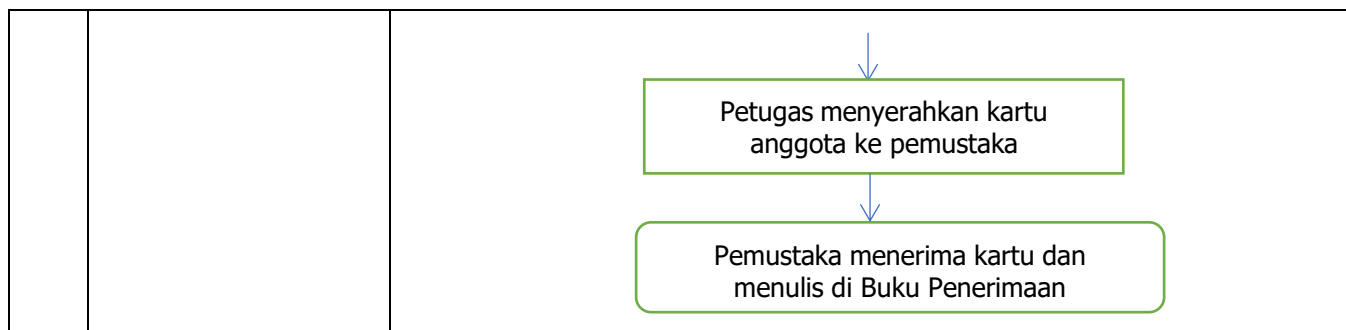 Petugas menyerahkan kartu
anggota ke pemustaka
Pemustaka menerima kartu dan
menulis di Buku Penerimaan